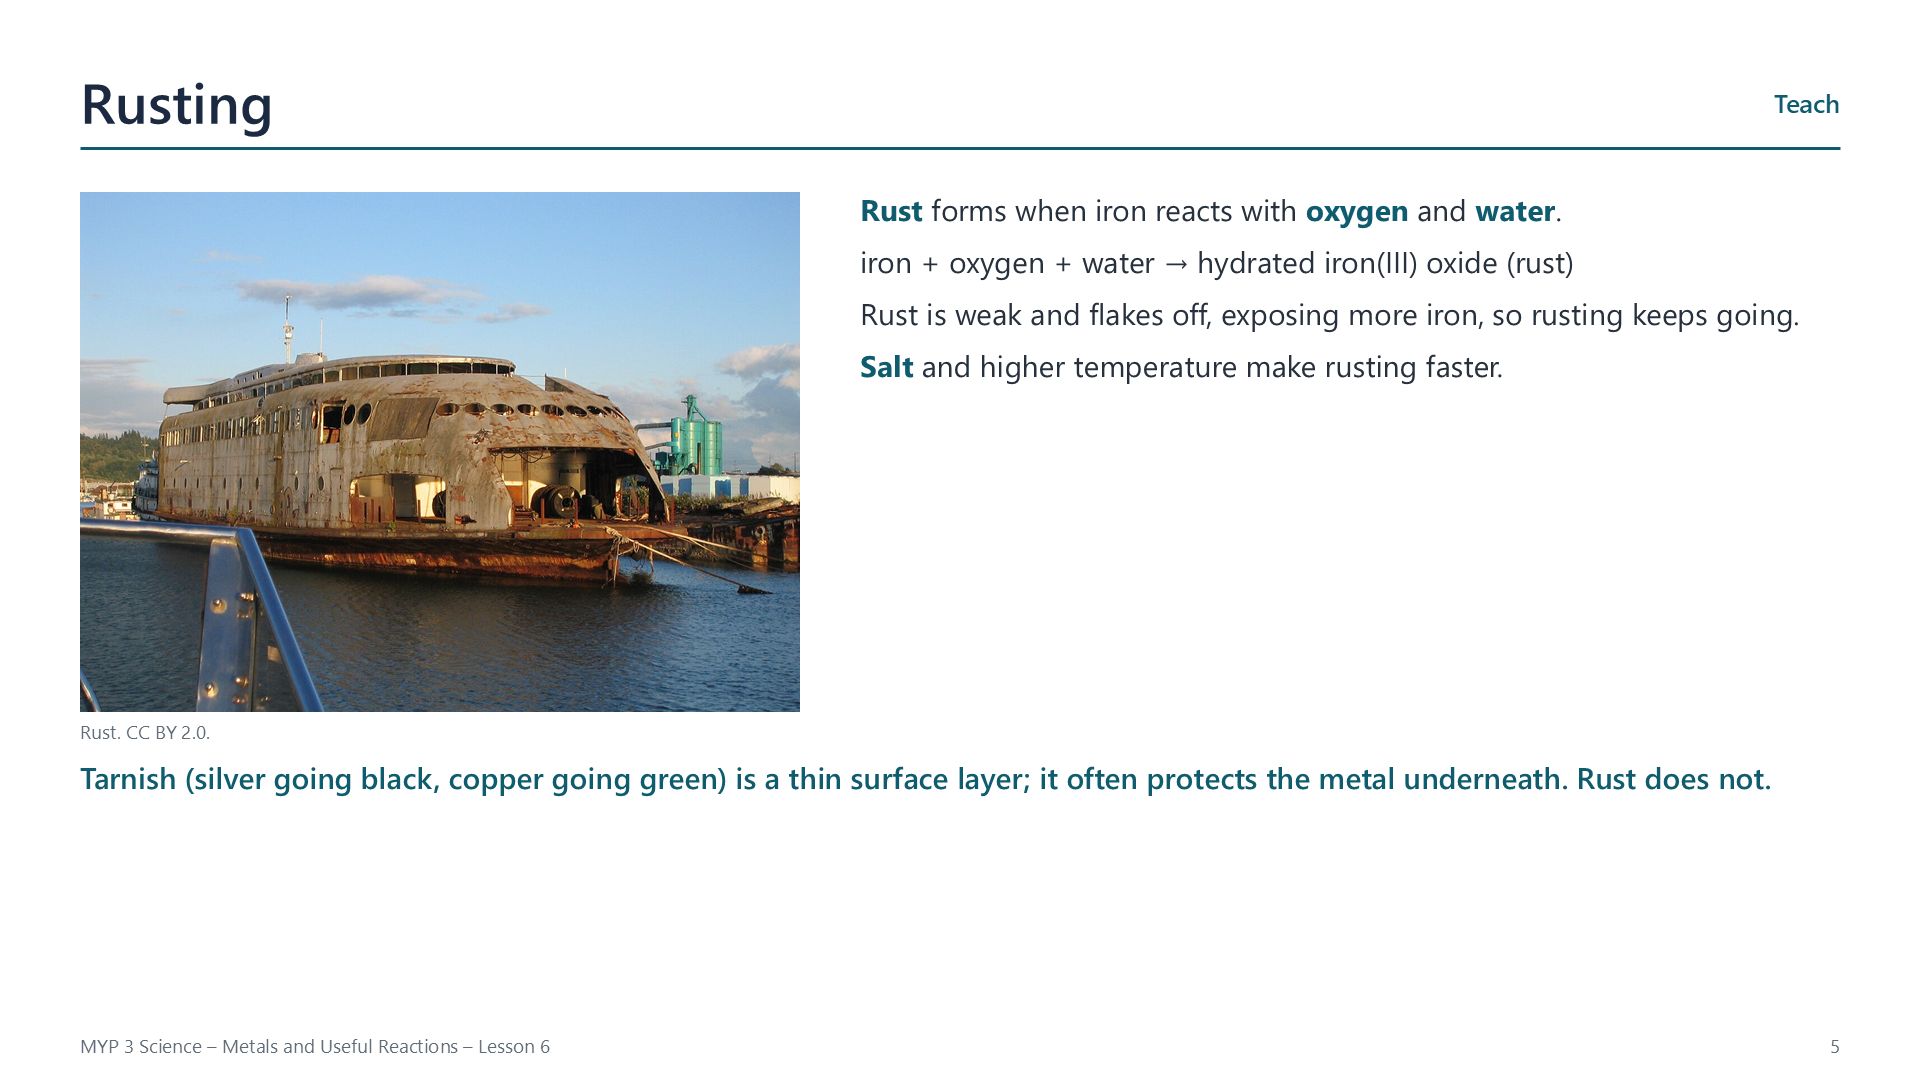 Rusting
Teach
Rust forms when iron reacts with oxygen and water.
iron + oxygen + water → hydrated iron(III) oxide (rust)
Rust is weak and flakes off, exposing more iron, so rusting keeps going.
Salt and higher temperature make rusting faster.
Rust. CC BY 2.0.
Tarnish (silver going black, copper going green) is a thin surface layer; it often protects the metal underneath. Rust does not.
MYP 3 Science – Metals and Useful Reactions – Lesson 6
5